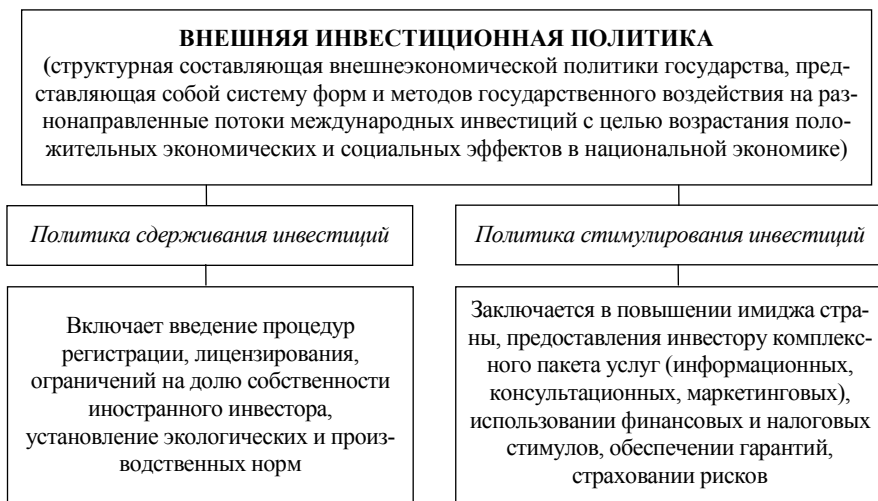 ВНЕШНЯЯ ИНВЕСТИЦИОННАЯ ПОЛИТИКА
(структурная составляющая внешнеэкономической политики государства, пред-
ставляющая собой систему форм и методов государственного воздействия на раз-
нонаправленные потоки международных инвестиций с целью возрастания поло-
жительных экономических и социальных эффектов в национальной экономике)
Политика сдерживания инвестиций
Политика стимулирования инвестиций
Включает введение процедур
регистрации, лицензирования,
ограничений на долю собственности
иностранного инвестора,
установление экологических и произ-
водственных норм
Заключается в повышении имиджа стра-
ны, предоставления инвестору комплекс-
ного пакета услуг (информационных,
консультационных, маркетинговых),
использовании финансовых и налоговых
стимулов, обеспечении гарантий,
страховании рисков